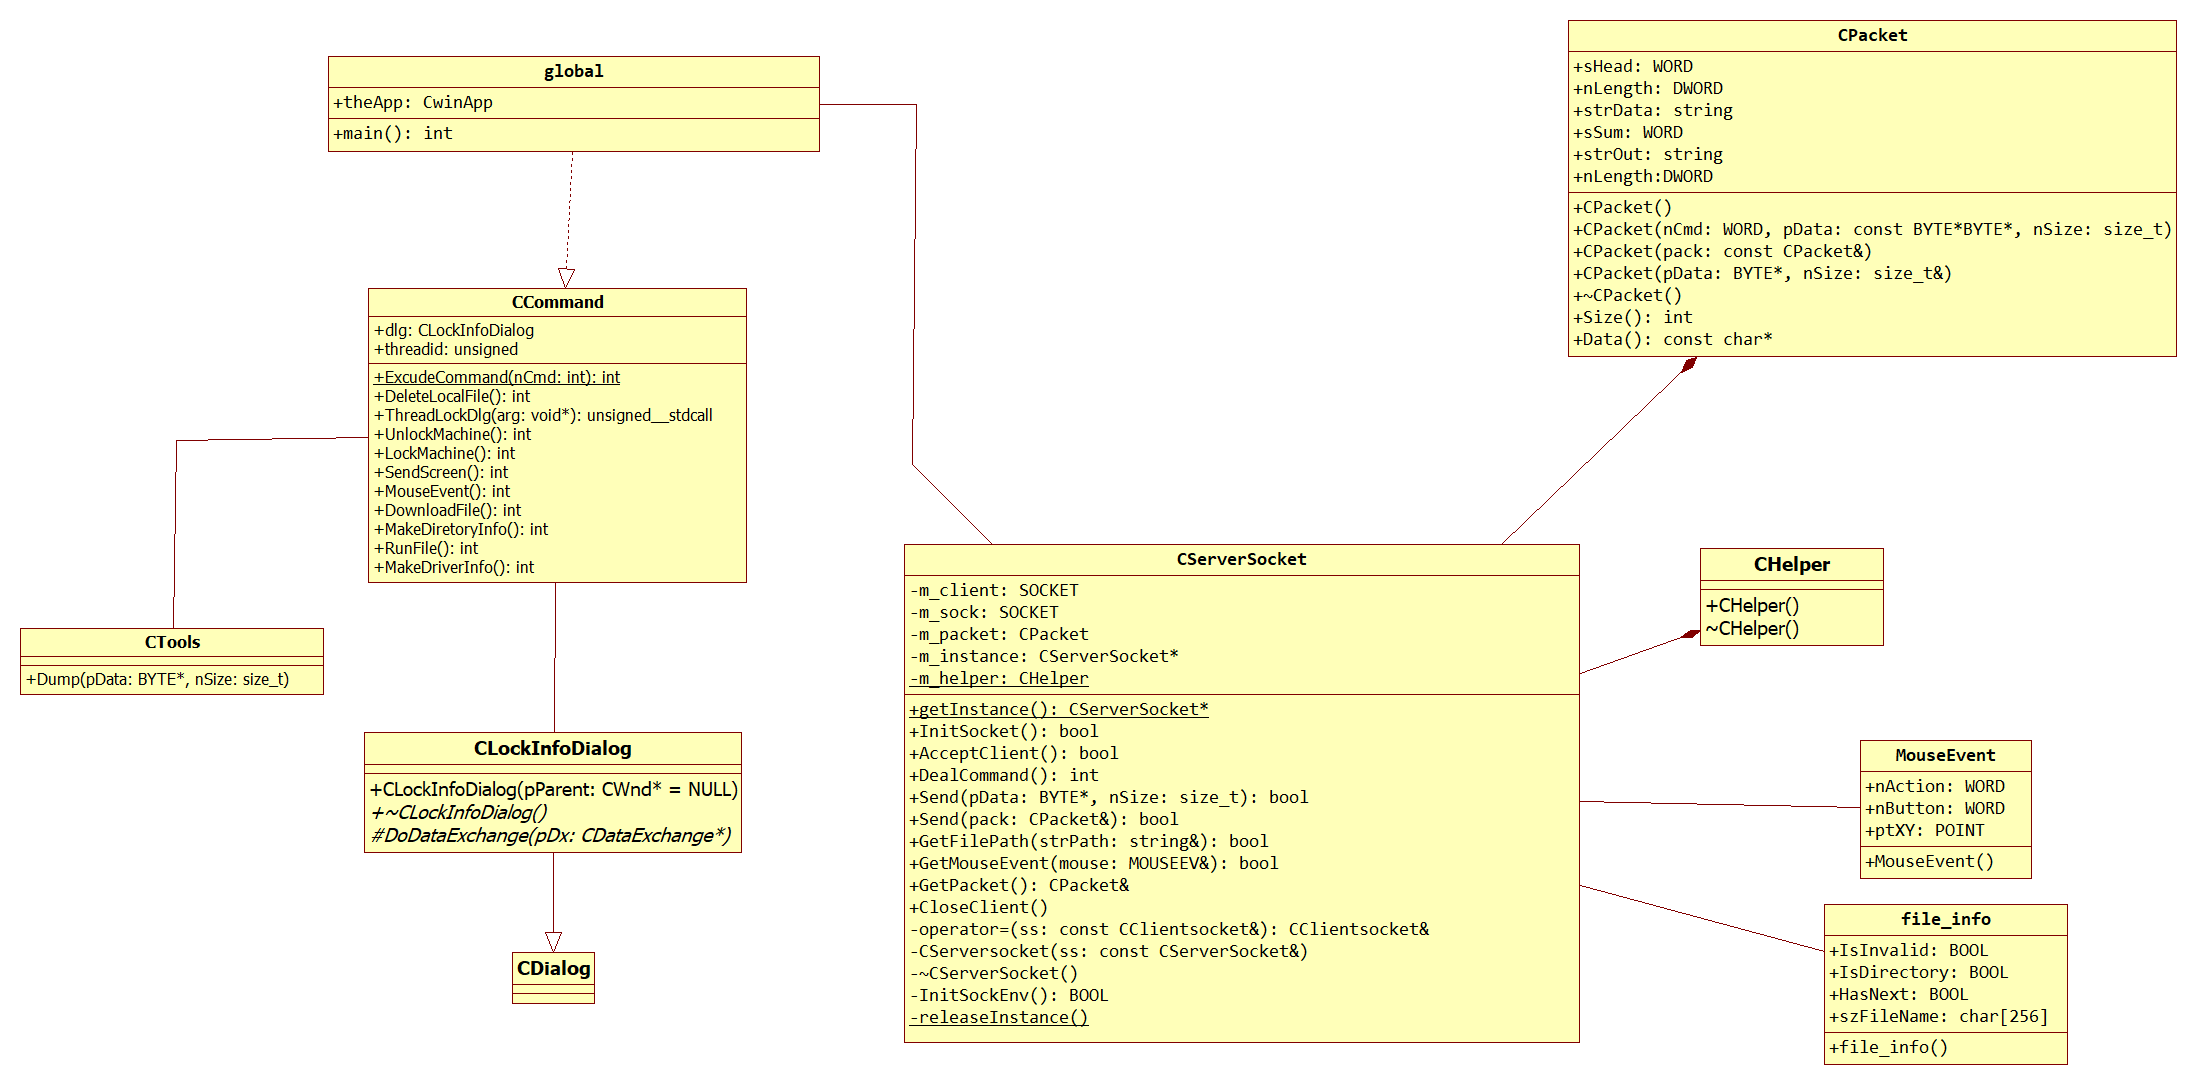 global
+theApp: CwinApp
+main(): int
CPacket
+sHead: WORD
+nLength: DWORD
+strData: string
+sSum: WORD
+strOut: string
+nLength:DWORD
+CPacket()
+CPacket(nCmd: WORD, pData: const BYTE*BYTE*, nSize: size_t)
+CPacket(pack: const CPacket&)
+CPacket(pData: BYTE*, nSize: size_t&)
+~CPacket()
+Size(): int
+Data(): const char*
CCommand
+dlg: CLockInfoDialog
+threadid: unsigned
+ExcudeCommand(nCmd: int): int
+DeleteLocalFile(): int
+ThreadLockDlg(arg: void*): unsigned__stdcall
+UnlockMachine(): int
+LockMachine(): int
+SendScreen(): int
+MouseEvent(): int
+DownloadFile(): int
+MakeDiretoryInfo(): int
+RunFile(): int
+MakeDriverInfo(): int
CTools
+Dump(pData: BYTE*, nSize: size_t)
CLockInfoDialog
+CLockInfoDialog(pParent: CWnd* = NULL)
+~CLockInfoDialog()
#DoDataExchange(pDx: CDataExchange*)
CDialog
CServerSocket
-m_client: SOCKET
-m_sock: SOCKET
-m_packet: CPacket
-m_instance: CServerSocket*
-m_helper: CHelper
+getInstance(): CServerSocket*
+InitSocket(): bool
+AcceptClient(): bool
+DealCommand(): int
+Send(pData: BYTE*, nSize: size_t): bool
+Send(pack: CPacket&): bool
+GetFilePath(strPath: string&): bool
+GetMouseEvent(mouse: MOUSEEV&): bool
+GetPacket(): CPacket&
+CloseClient()
-operator=(ss: const CClientsocket&): CClientsocket&
-CServersocket(ss: const CServerSocket&)
-~CServerSocket()
-InitSockEnv(): BOOL
-releaseInstance()
CHelper
+CHelper()
~CHelper()
MouseEvent
+nAction: WORD
+nButton: WORD
+ptXY: POINT
+MouseEvent()
file_info
+IsInvalid: BOOL
+IsDirectory: BOOL
+HasNext: BOOL
+szFileName: char[256]
+file_info()